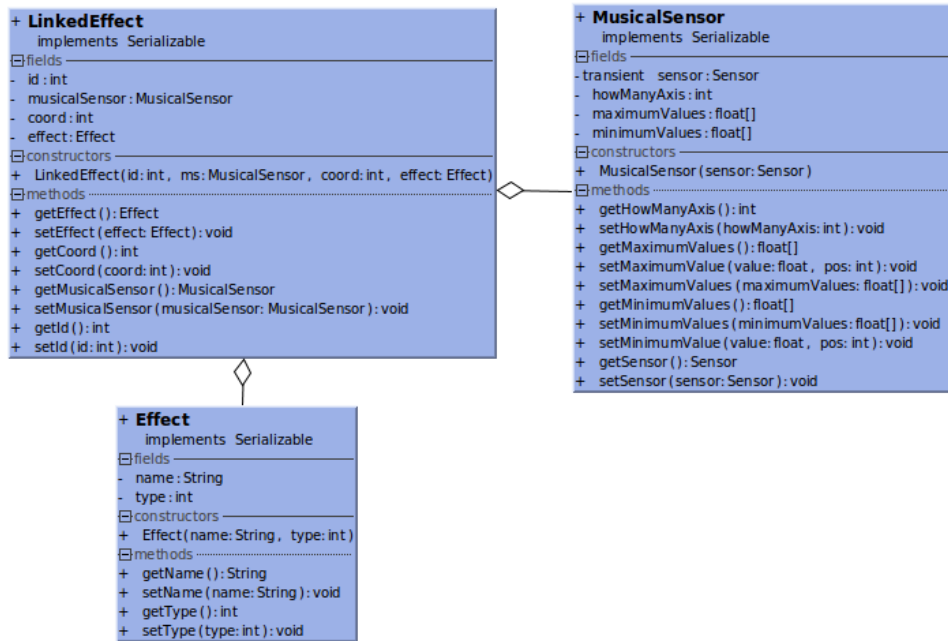 + LinkedEffect
implements Serializable
fields
- id:int
- musicalSensor:MusicalSensor
- coord:int
- effect:Effect
constructors
+ LinkedEffect(id:int, ms:MusicalSensor, coord:int, effect:Effect)
methods
+ getEffect():Effect
+ setEffect(effect:Effect):void
+ getCoord():int
+ setCoord(coord:int):void
+ getMusicalSensor():MusicalSensor
+ setMusicalSensor(musicalSensor:MusicalSensor):void
+ getId():int
+ setId(id:int):void
+ MusicalSensor
implements Serializable
fields
- transient sensor:Sensor
- howManyAxis:int
- maximumValues:float[]
- minimumValues:float[]
constructors
+ MusicalSensor(sensor:Sensor)
methods
+ getHowManyAxis():int
+ setHowManyAxis(howManyAxis:int):void
+ getMaximumValues():float[]
+ setMaximumValue(value:float, pos:int):void
+ setMaximumValues(maximumValues:float[]):void
+ getMinimumValues():float[]
+ setMinimumValues(minimumValues:float[]):void
+ setMinimumValue(value:float, pos:int):void
+ getSensor():Sensor
+ setSensor(sensor:Sensor):void
+ Effect
implements Serializable
fields
- name:String
- type:int
constructors
+ Effect(name:String, type:int)
methods
+ getName():String
+ setName(name:String):void
+ getType():int
+ setType(type:int):void